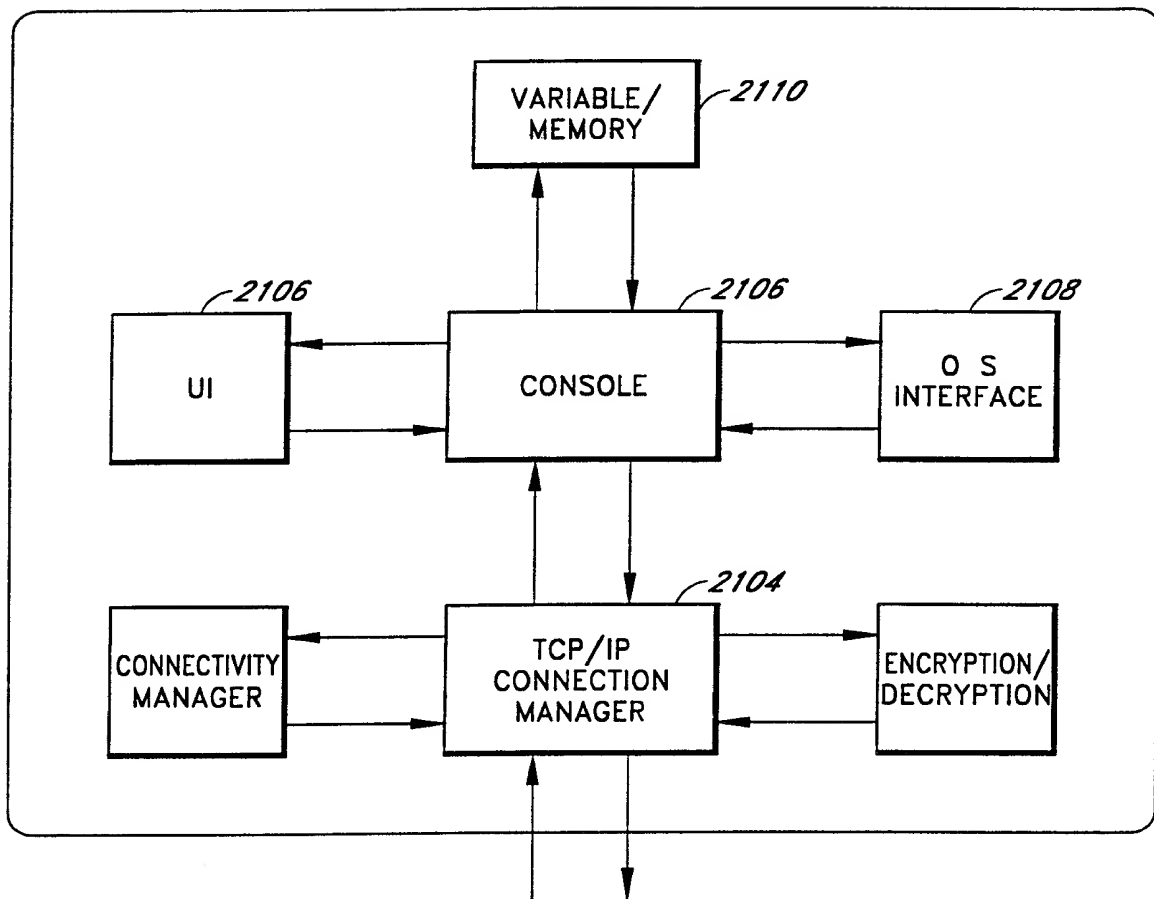 VARIABLE/
MEMORY
2110
2106
UI
2106
CONSOLE
2108
O S
INTERFACE
CONNECTIVITY
MANAGER
2104
TCP/IP
CONNECTION
MANAGER
ENCRYPTION/
DECRYPTION